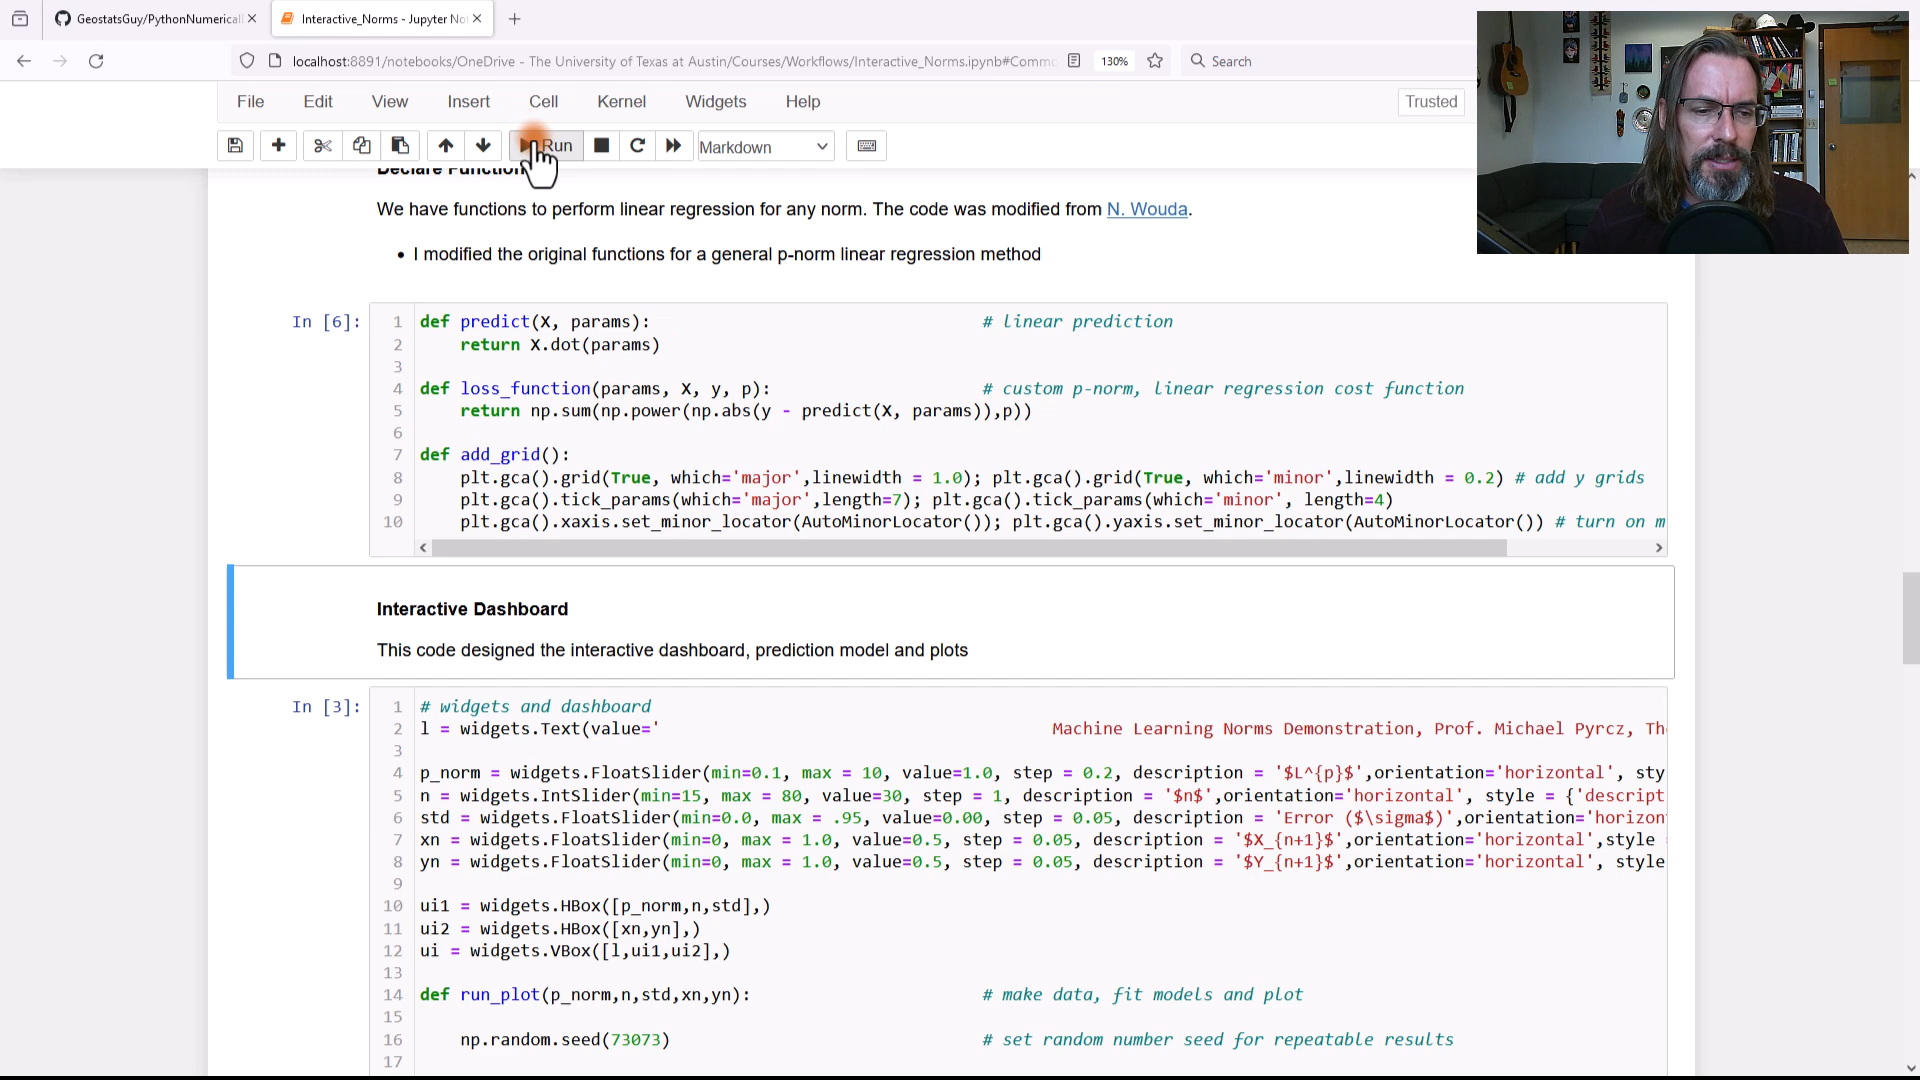 GeostatsGuy/PythonNumerical
Interactive_Norms - Jupyter No
localhost:8891/notebooks/OneDrive - The University of Texas at Austin/Courses/Workflows/Interactive_Norms.ipynb#Commo
130%
Search
File Edit View Insert Cell Kernel Widgets Help
Trusted
Run
Markdown
Declare Function
We have functions to perform linear regression for any norm. The code was modified from N. Wouda.
• I modified the original functions for a general p-norm linear regression method
In [6]:
1 def predict(X, params): # linear prediction
2 return X.dot(params)
3
4 def loss_function(params, X, y, p): # custom p-norm, linear regression cost function
5 return np.sum(np.power(np.abs(y - predict(X, params)),p))
6
7 def add_grid():
8 plt.gca().grid(True, which='major',linewidth = 1.0); plt.gca().grid(True, which='minor',linewidth = 0.2) # add y grids
9 plt.gca().tick_params(which='major',length=7); plt.gca().tick_params(which='minor', length=4)
10 plt.gca().xaxis.set_minor_locator(AutoMinorLocator()); plt.gca().yaxis.set_minor_locator(AutoMinorLocator()) # turn on m
Interactive Dashboard
This code designed the interactive dashboard, prediction model and plots
In [3]:
1 # widgets and dashboard
2 l = widgets.Text(value=' Machine Learning Norms Demonstration, Prof. Michael Pyrcz, Th
3
4 p_norm = widgets.FloatSlider(min=0.1, max = 10, value=1.0, step = 0.2, description = '$L^{p}$',orientation='horizontal', sty
5 n = widgets.IntSlider(min=15, max = 80, value=30, step = 1, description = '$n$',orientation='horizontal', style = {'descript
6 std = widgets.FloatSlider(min=0.0, max = .95, value=0.00, step = 0.05, description = 'Error ($\sigma$)',orientation='horizon
7 xn = widgets.FloatSlider(min=0, max = 1.0, value=0.5, step = 0.05, description = '$X_{n+1}$',orientation='horizontal',style
8 yn = widgets.FloatSlider(min=0, max = 1.0, value=0.5, step = 0.05, description = '$Y_{n+1}$',orientation='horizontal', style
9
10 ui1 = widgets.HBox([p_norm,n,std],)
11 ui2 = widgets.HBox([xn,yn],)
12 ui = widgets.VBox([l,ui1,ui2],)
13
14 def run_plot(p_norm,n,std,xn,yn): # make data, fit models and plot
15
16 np.random.seed(73073) # set random number seed for repeatable results
17